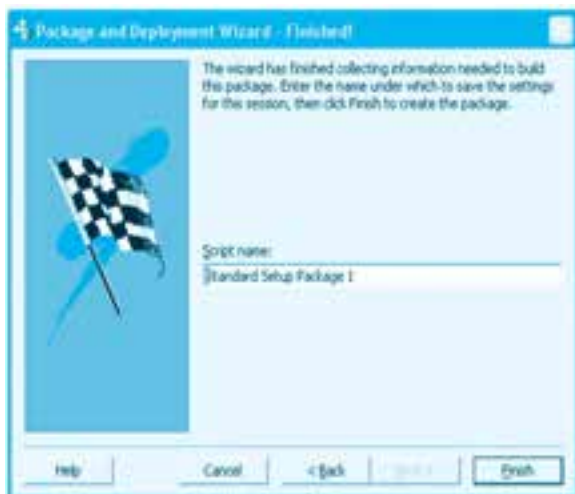 Package and Deployment Wizard - Finished!
The wizard has finished collecting information needed to build
this package. Enter the name under which to save the settings
for this session, then click Finish to create the package.
Script name:
Standard Setup Package 1
Help
Cancel
< Back
Finish